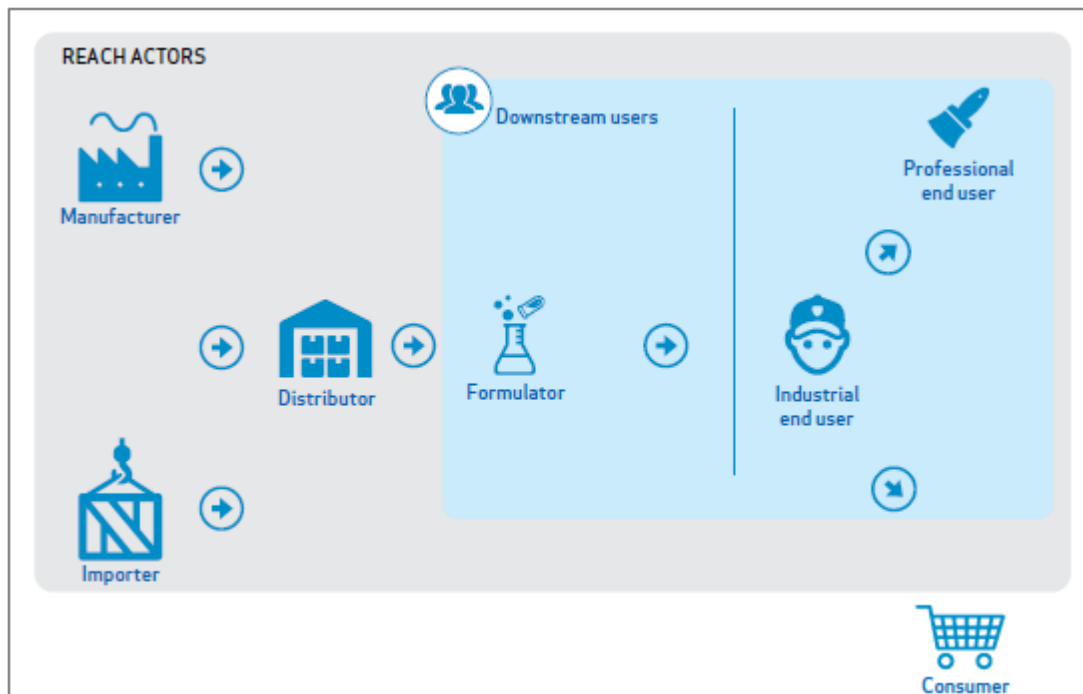 REACH ACTORS
Downstream users
Manufacturer
Professional
end user
Distributor
Formulator
Industrial
end user
Importer
Consumer